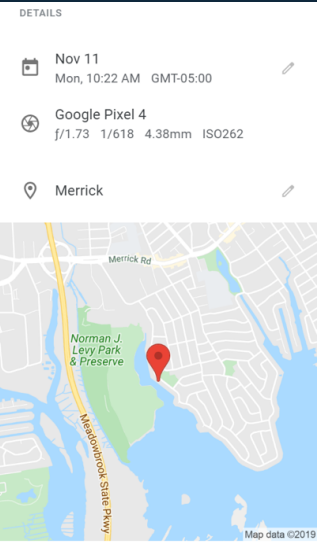 DETAILS
Nov 11
Mon, 10:22 AM GMT-05:00
Google Pixel 4
ƒ/1.73 1/618 4.38mm ISO262
Merrick
Merrick Rd
Norman J.
Levy Park
& Preserve
Meadowbrook State Pkwy
Map data ©2019